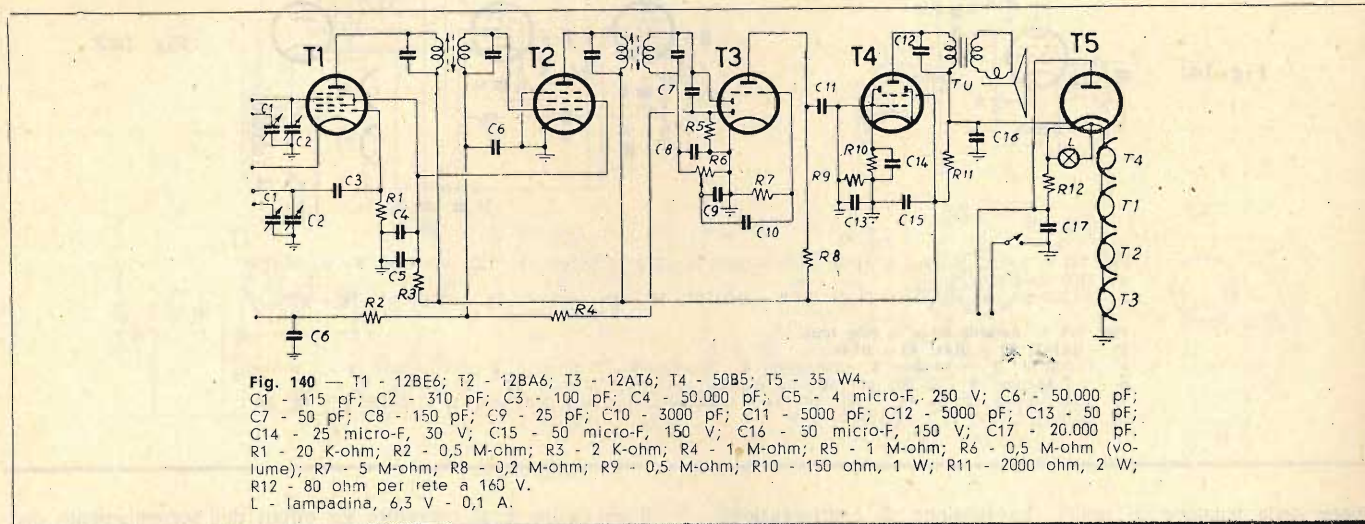 T1
T2
T3
T4
T5
C1
C2
C3
C1
C2
R1
C4
C5
R3
R2
C6
C6
R4
C7
R5
C8
R6
C9
R7
C10
C11
R8
C12
TU
R10
C14
R9
C13
C15
R11
C16
L
R12
C17
T4
T1
T2
T3
Fig. 140 — T1 - 12BE6; T2 - 12BA6; T3 - 12AT6; T4 - 50B5; T5 - 35 W4.
C1 - 115 pF; C2 - 310 pF; C3 - 100 pF; C4 - 50.000 pF; C5 - 4 micro-F, 250 V; C6 - 50.000 pF;
C7 - 50 pF; C8 - 150 pF; C9 - 25 pF; C10 - 3000 pF; C11 - 5000 pF; C12 - 5000 pF; C13 - 50 pF;
C14 - 25 micro-F, 30 V; C15 - 50 micro-F, 150 V; C16 - 50 micro-F, 150 V; C17 - 20.000 pF.
R1 - 20 K-ohm; R2 - 0,5 M-ohm; R3 - 2 K-ohm; R4 - 1 M-ohm; R5 - 1 M-ohm; R6 - 0,5 M-ohm (vo-
lume); R7 - 5 M-ohm; R8 - 0,2 M-ohm; R9 - 0,5 M-ohm; R10 - 150 ohm, 1 W; R11 - 2000 ohm, 2 W;
R12 - 80 ohm per rete a 160 V.
L - lampadina, 6,3 V - 0,1 A.